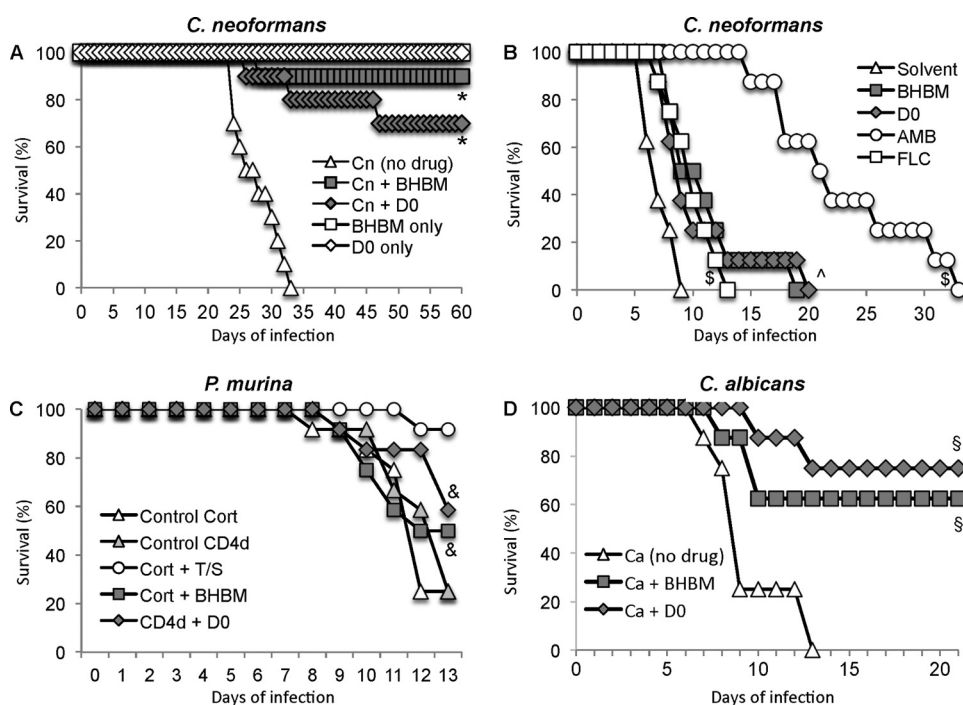 C. neoformans
A
100
80
60
40
20
0
Survival (%)
0 5 10 15 20 25 30 35 40 45 50 55 60
Days of infection
Cn (no drug)
Cn + BHBM
Cn + D0
BHBM only
D0 only
*
*
C. neoformans
B
100
80
60
40
20
0
Survival (%)
0 5 10 15 20 25 30
Days of infection
Solvent
BHBM
D0
AMB
FLC
$
^
$
P. murina
C
100
80
60
40
20
0
Survival (%)
0 1 2 3 4 5 6 7 8 9 10 11 12 13
Days of infection
Control Cort
Control CD4d
Cort + T/S
Cort + BHBM
CD4d + D0
&
&
C. albicans
D
100
80
60
40
20
0
Survival (%)
0 5 10 15 20
Days of infection
Ca (no drug)
Ca + BHBM
Ca + D0
§
§